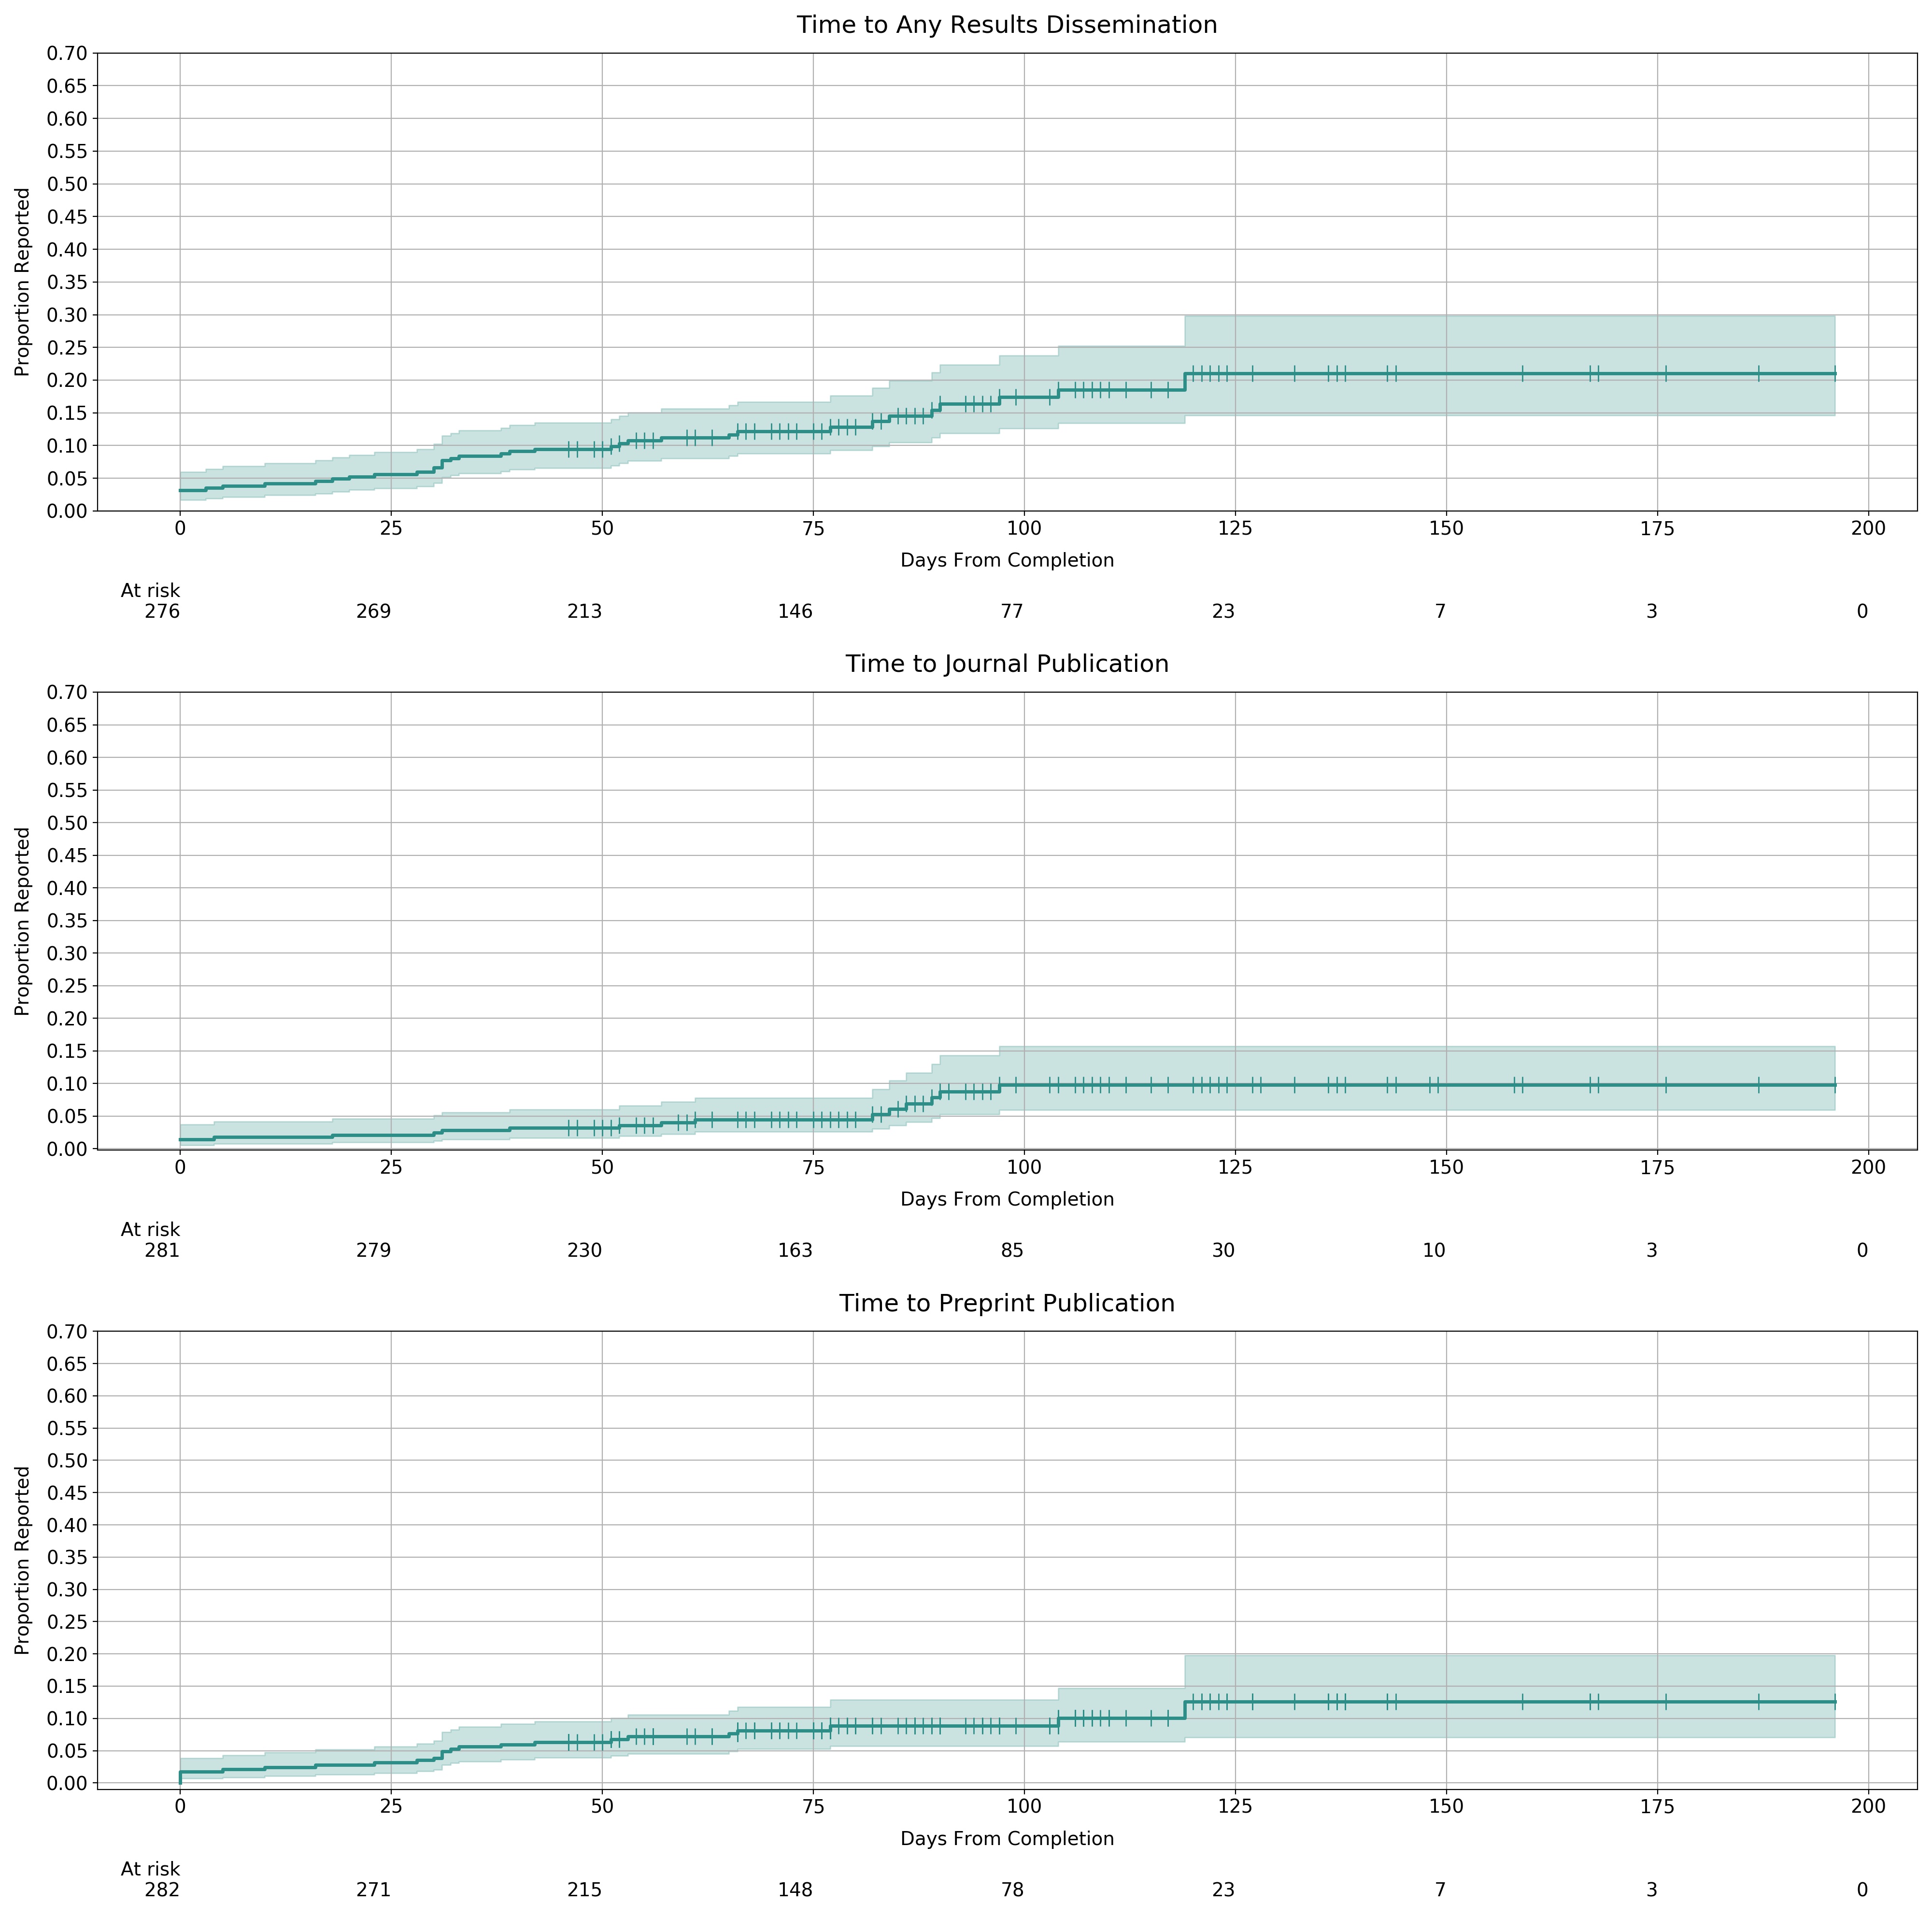 Time to Any Results Dissemination
0.70
0.65
0.60
0.55
0.50
0.45
0.40
0.35
0.30
0.25
0.20
0.15
0.10
0.05
0.00
Proportion Reported
0 25 50 75 100 125 150 175 200
Days From Completion
At risk
276 269 213 146 77 23 7 3 0
Time to Journal Publication
0.70
0.65
0.60
0.55
0.50
0.45
0.40
0.35
0.30
0.25
0.20
0.15
0.10
0.05
0.00
Proportion Reported
0 25 50 75 100 125 150 175 200
Days From Completion
At risk
281 279 230 163 85 30 10 3 0
Time to Preprint Publication
0.70
0.65
0.60
0.55
0.50
0.45
0.40
0.35
0.30
0.25
0.20
0.15
0.10
0.05
0.00
Proportion Reported
0 25 50 75 100 125 150 175 200
Days From Completion
At risk
282 271 215 148 78 23 7 3 0